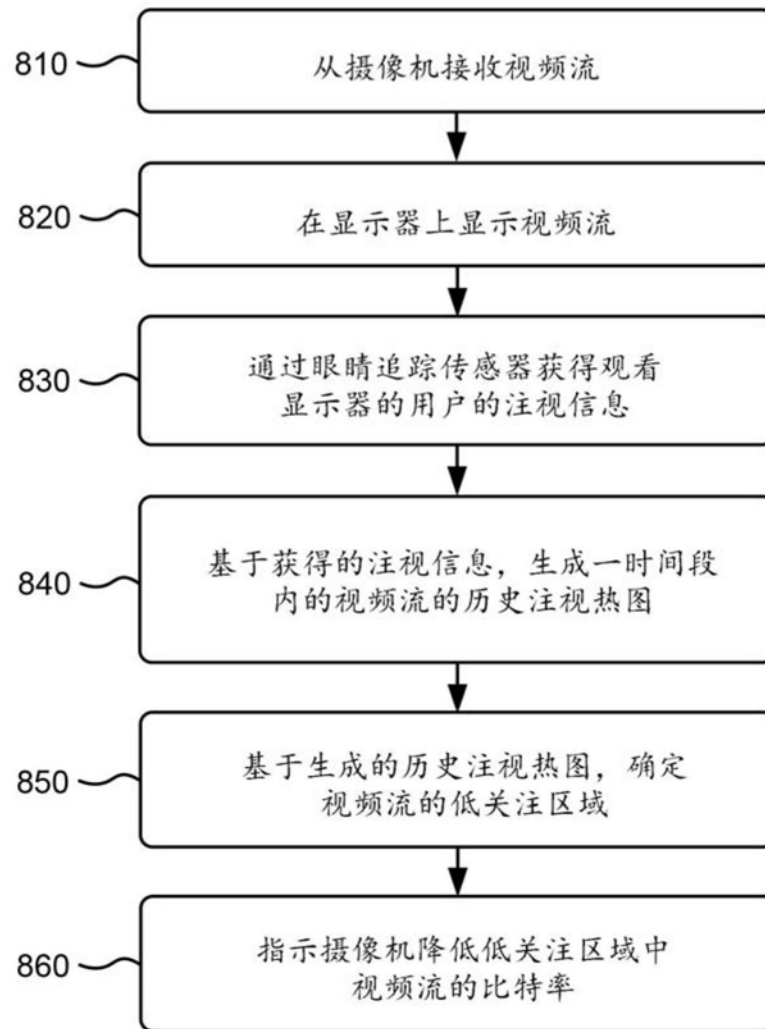 810
从摄像机接收视频流
820
在显示器上显示视频流
830
通过眼睛追踪传感器获得观看
显示器的用户的注视信息
840
基于获得的注视信息，生成一时间段
内的视频流的历史注视热图
850
基于生成的历史注视热图，确定
视频流的低关注区域
860
指示摄像机降低低关注区域中
视频流的比特率